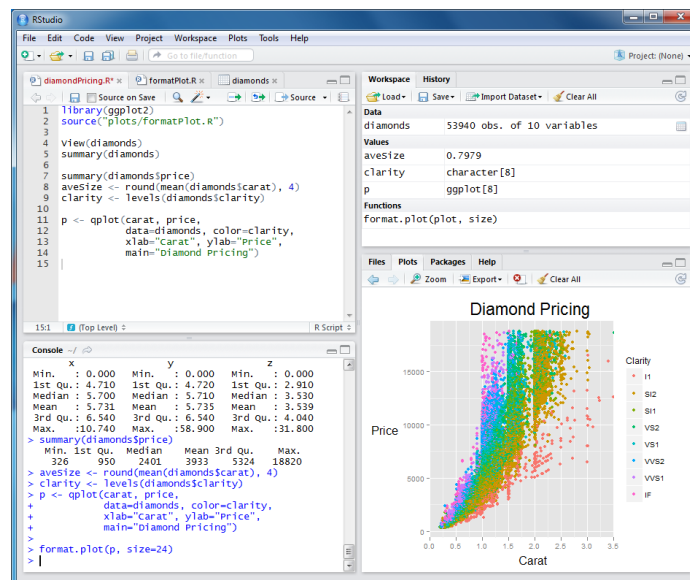 RStudio
File Edit Code View Project Workspace Plots Tools Help
Go to file/function
Project: (None)
diamondPricing.R* × formatPlot.R × diamonds ×
Source on Save Source
1 library(ggplot2)
2 source("plots/formatPlot.R")
3
4 View(diamonds)
5 summary(diamonds)
6
7 summary(diamonds$price)
8 aveSize <- round(mean(diamonds$carat), 4)
9 clarity <- levels(diamonds$clarity)
10
11 p <- qplot(carat, price,
12 data=diamonds, color=clarity,
13 xlab="Carat", ylab="Price",
14 main="Diamond Pricing")
15
15:1 (Top Level) R Script
Console ~/
x y z
Min. : 0.000 Min. : 0.000 Min. : 0.000
1st Qu.: 4.710 1st Qu.: 4.720 1st Qu.: 2.910
Median : 5.700 Median : 5.710 Median : 3.530
Mean : 5.731 Mean : 5.735 Mean : 3.539
3rd Qu.: 6.540 3rd Qu.: 6.540 3rd Qu.: 4.040
Max. :10.740 Max. :58.900 Max. :31.800
> summary(diamonds$price)
Min. 1st Qu. Median Mean 3rd Qu. Max.
326 950 2401 3933 5324 18820
> aveSize <- round(mean(diamonds$carat), 4)
> clarity <- levels(diamonds$clarity)
> p <- qplot(carat, price,
+ data=diamonds, color=clarity,
+ xlab="Carat", ylab="Price",
+ main="Diamond Pricing")
>
> format.plot(p, size=24)
>
Workspace History
Load Save Import Dataset Clear All
Data
diamonds 53940 obs. of 10 variables
Values
aveSize 0.7979
clarity character[8]
p ggplot[8]
Functions
format.plot(plot, size)
Files Plots Packages Help
Zoom Export Clear All
Diamond Pricing
Price
15000
10000
5000
0
0.0 0.5 1.0 1.5 2.0 2.5 3.0 3.5
Carat
Clarity
I1
SI2
SI1
VS2
VS1
VVS2
VVS1
IF